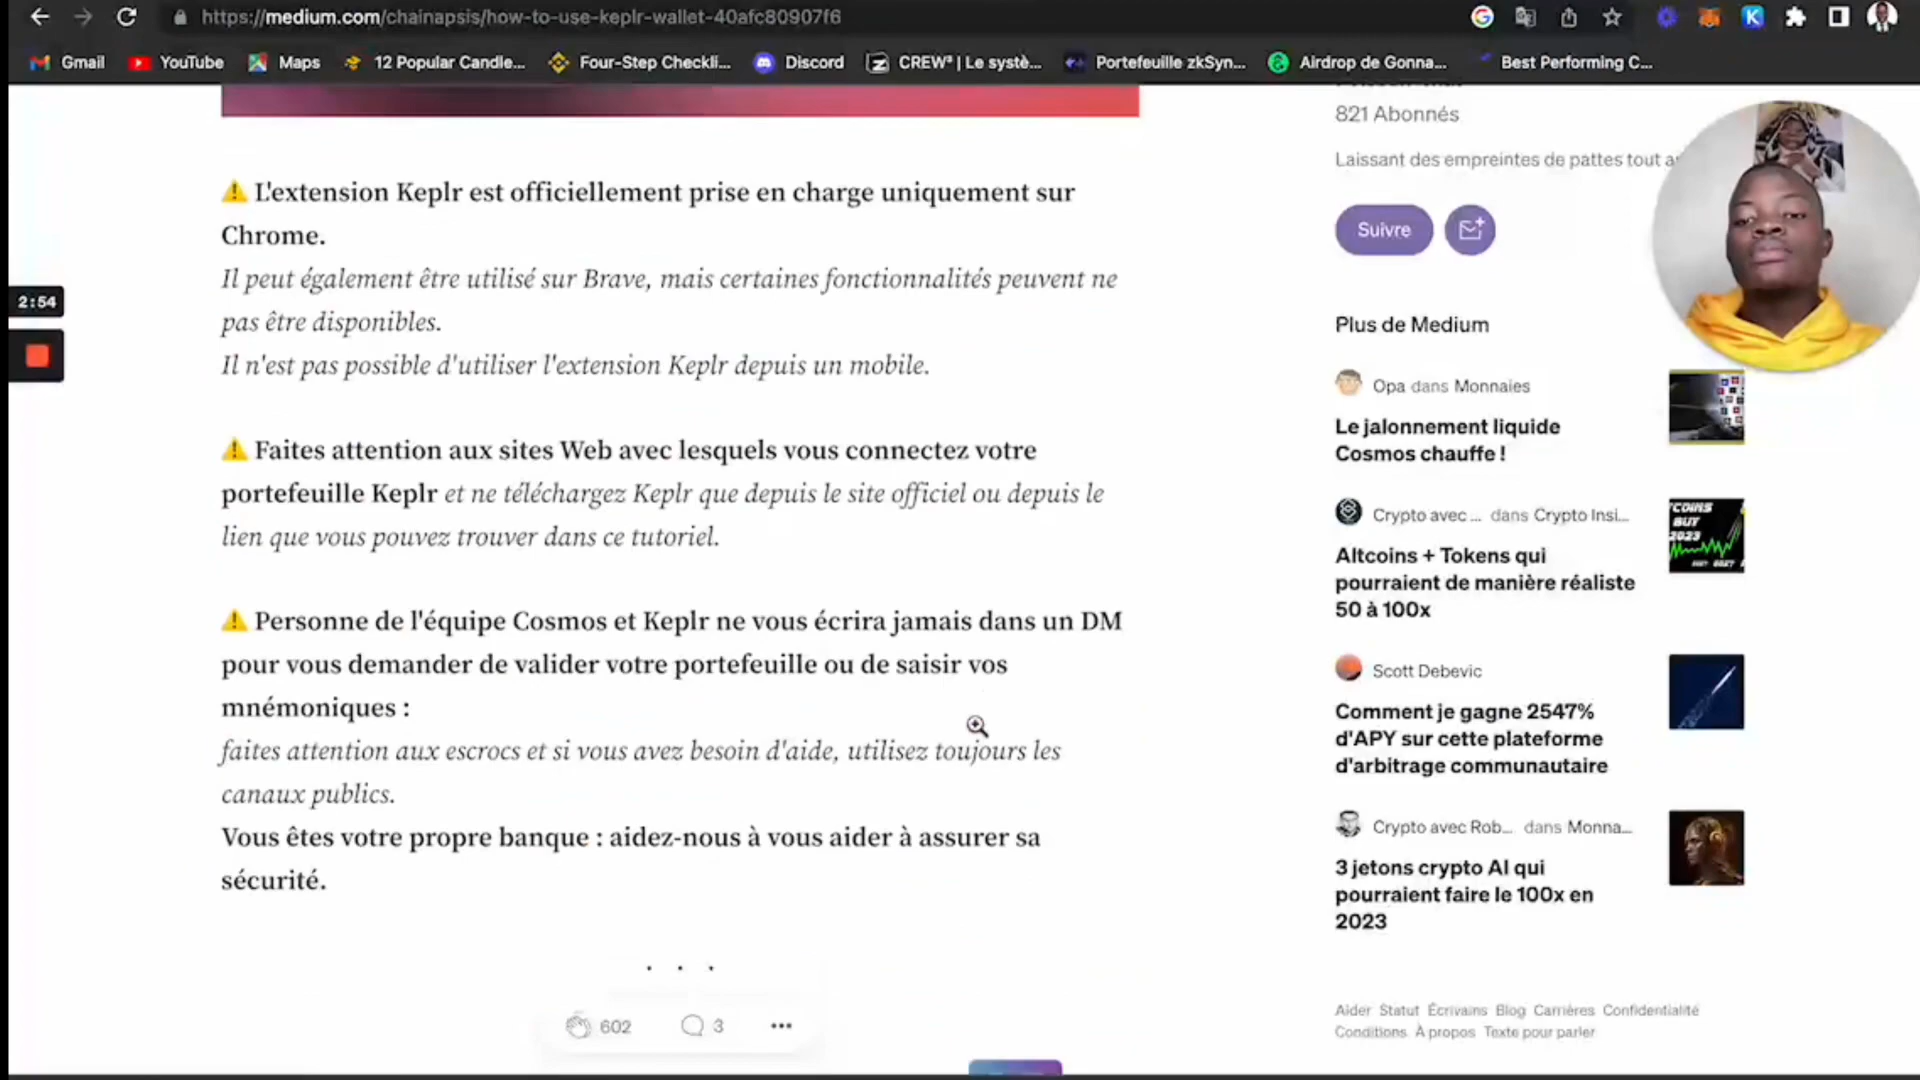 https://medium.com/chainapsis/how-to-use-keplr-wallet-40afc80907f6
Gmail
YouTube
Maps
12 Popular Candle...
Four-Step Checkli...
Discord
CREW³ | Le systè...
Portefeuille zkSyn...
Airdrop de Gonna...
Best Performing C...
2:54
⚠️ L'extension Keplr est officiellement prise en charge uniquement sur
Chrome.
Il peut également être utilisé sur Brave, mais certaines fonctionnalités peuvent ne
pas être disponibles.
Il n'est pas possible d'utiliser l'extension Keplr depuis un mobile.
⚠️ Faites attention aux sites Web avec lesquels vous connectez votre
portefeuille Keplr et ne téléchargez Keplr que depuis le site officiel ou depuis le
lien que vous pouvez trouver dans ce tutoriel.
⚠️ Personne de l'équipe Cosmos et Keplr ne vous écrira jamais dans un DM
pour vous demander de valider votre portefeuille ou de saisir vos
mnémoniques :
faites attention aux escrocs et si vous avez besoin d'aide, utilisez toujours les
canaux publics.
Vous êtes votre propre banque : aidez-nous à vous aider à assurer sa
sécurité.
. . .
602
3
821 Abonnés
Laissant des empreintes de pattes tout
Suivre
Plus de Medium
Opa dans Monnaies
Le jalonnement liquide
Cosmos chauffe !
Crypto avec ... dans Crypto Insi...
Altcoins + Tokens qui
pourraient de manière réaliste
50 à 100x
COINS
BUY
2023
Scott Debevic
Comment je gagne 2547%
d'APY sur cette plateforme
d'arbitrage communautaire
Crypto avec Rob... dans Monna...
3 jetons crypto AI qui
pourraient faire le 100x en
2023
Aider Statut Écrivains Blog Carrières Confidentialité
Conditions À propos Texte pour parler